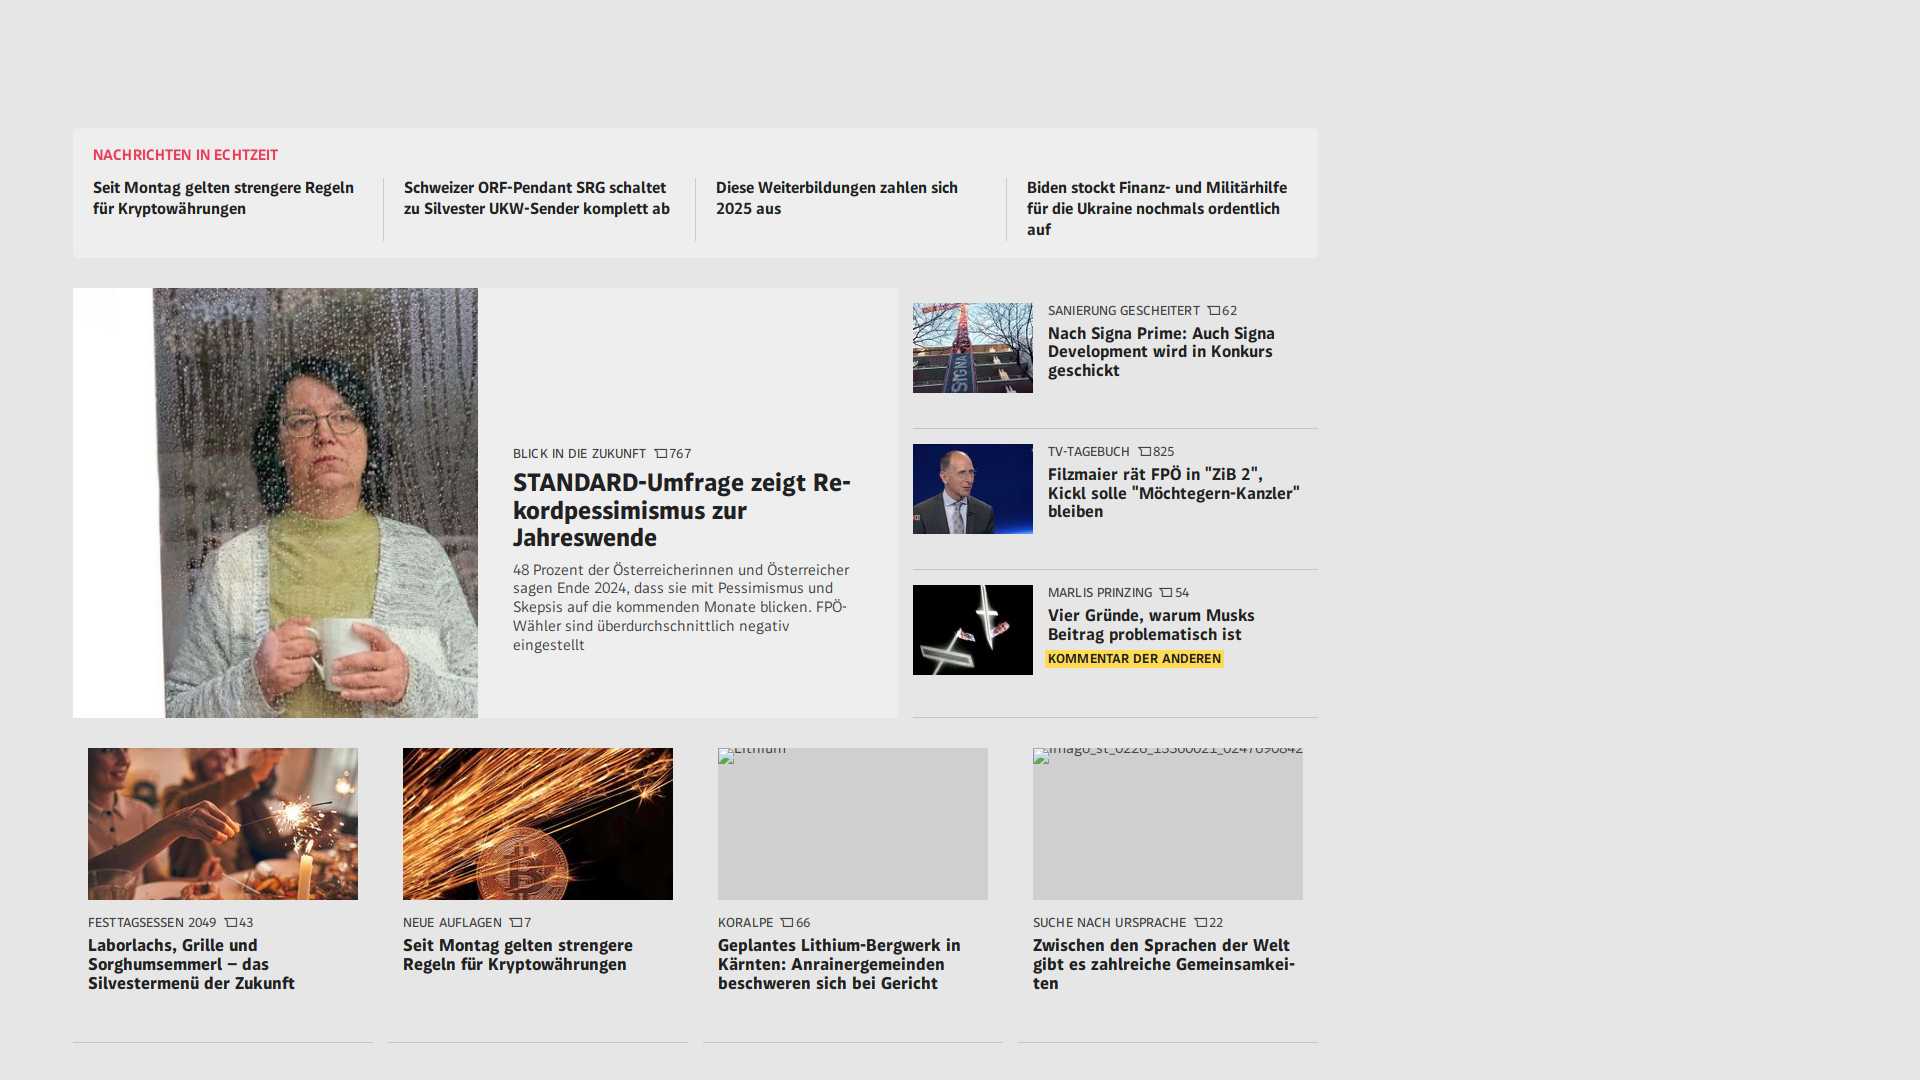 NACHRICHTEN IN ECHTZEIT
Seit Montag gelten strengere Regeln
für Kryptowährungen
Schweizer ORF-Pendant SRG schaltet
zu Silvester UKW-Sender komplett ab
Diese Weiterbildungen zahlen sich
2025 aus
Biden stockt Finanz- und Militärhilfe
für die Ukraine nochmals ordentlich
auf
BLICK IN DIE ZUKUNFT 767
STANDARD-Umfrage zeigt Re-
kordpessimismus zur
Jahreswende
48 Prozent der Österreicherinnen und Österreicher
sagen Ende 2024, dass sie mit Pessimismus und
Skepsis auf die kommenden Monate blicken. FPÖ-
Wähler sind überdurchschnittlich negativ
eingestellt
SIGNA
SANIERUNG GESCHEITERT 62
Nach Signa Prime: Auch Signa
Development wird in Konkurs
geschickt
TV-TAGEBUCH 825
Filzmaier rät FPÖ in "ZiB 2",
Kickl solle "Möchtegern-Kanzler"
bleiben
MARLIS PRINZING 54
Vier Gründe, warum Musks
Beitrag problematisch ist
KOMMENTAR DER ANDEREN
FESTTAGSESSEN 2049 43
Laborlachs, Grille und
Sorghumsemmerl – das
Silvestermenü der Zukunft
NEUE AUFLAGEN 7
Seit Montag gelten strengere
Regeln für Kryptowährungen
Lithium
KORALPE 66
Geplantes Lithium-Bergwerk in
Kärnten: Anrainergemeinden
beschweren sich bei Gericht
SUCHE NACH URSPRACHE 22
Zwischen den Sprachen der Welt
gibt es zahlreiche Gemeinsamkei-
ten